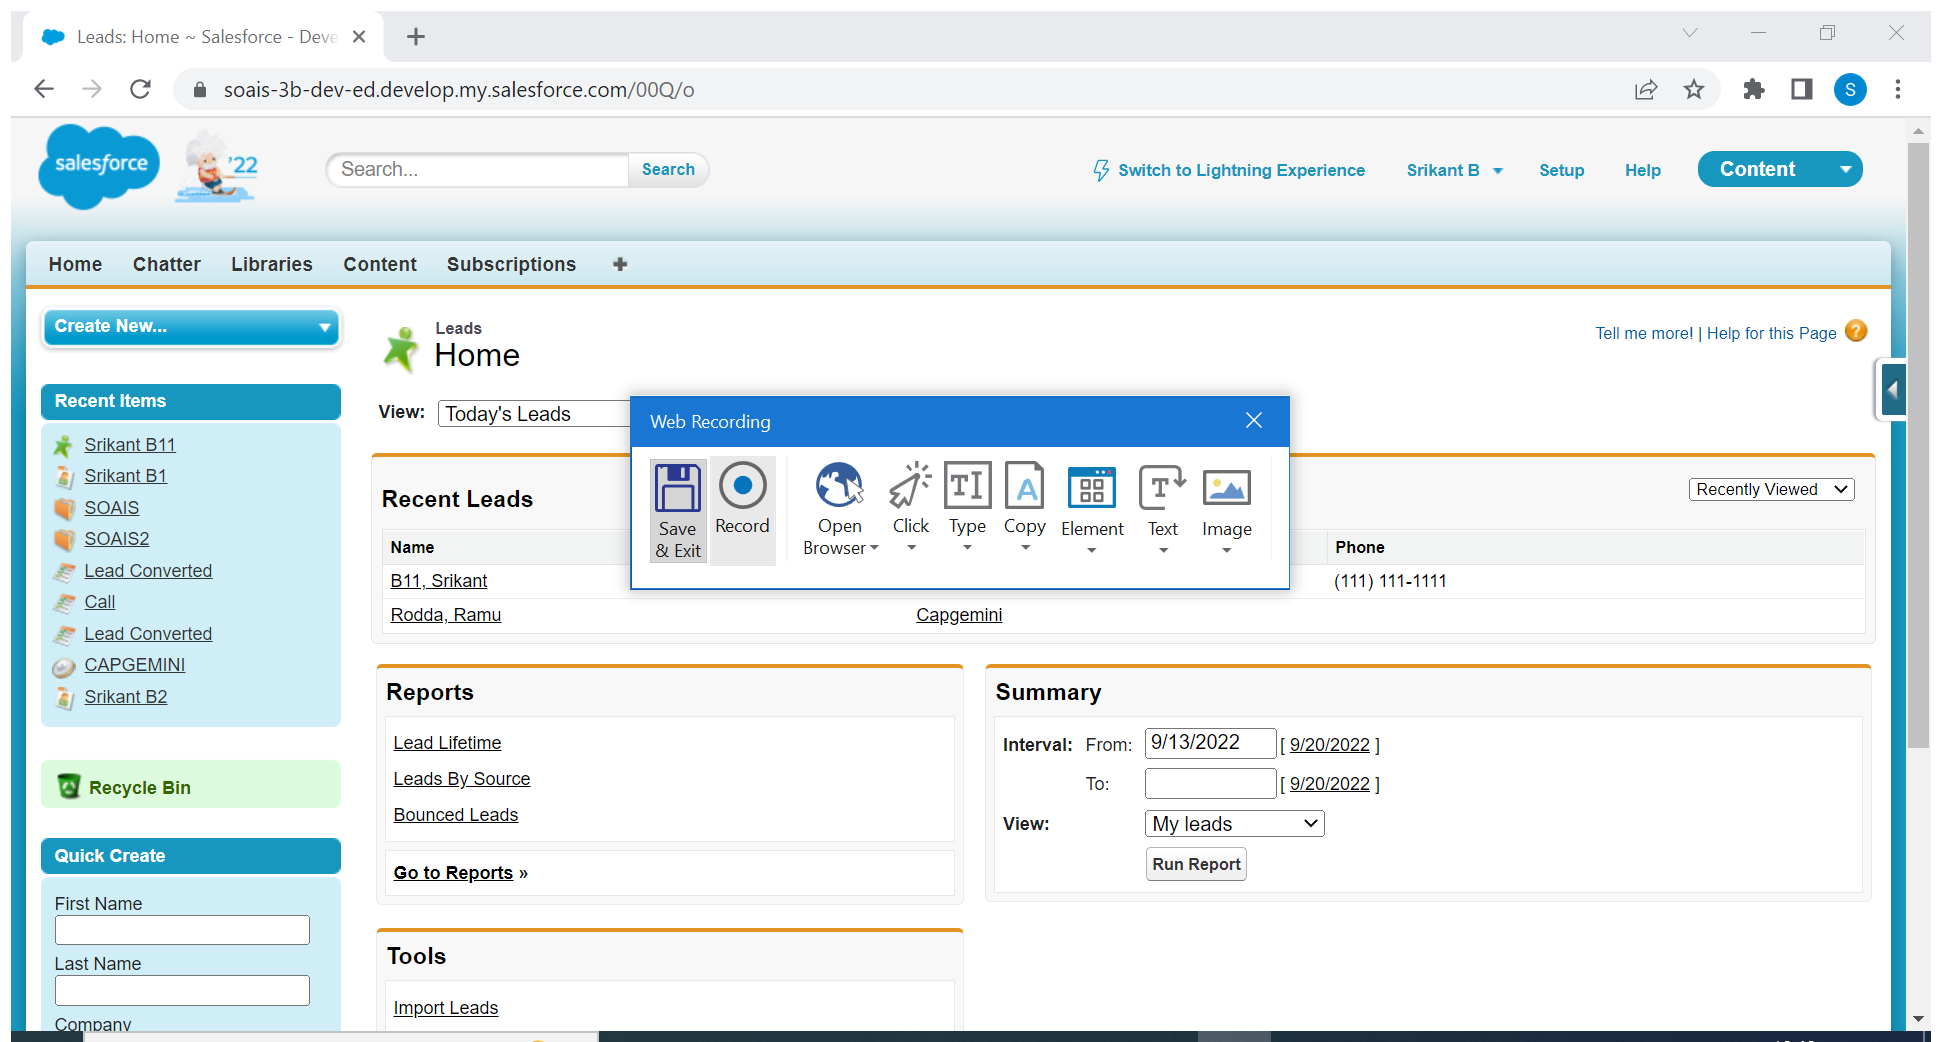 Leads: Home ~ Salesforce - Deve
soais-3b-dev-ed.develop.my.salesforce.com/00Q/o
S
salesforce
'22
Search...
Search
Switch to Lightning Experience
Srikant B
Setup
Help
Content
Home
Chatter
Libraries
Content
Subscriptions
Create New...
Leads
Home
Tell me more! | Help for this Page
?
Recent Items
Srikant B11
Srikant B1
SOAIS
SOAIS2
Lead Converted
Call
Lead Converted
CAPGEMINI
Srikant B2
View: Today's Leads
Web Recording
Save
& Exit
Record
Open
Browser
Click
Type
Copy
Element
Text
Image
Recent Leads
Recently Viewed
Name
Phone
B11, Srikant
(111) 111-1111
Rodda, Ramu
Capgemini
Reports
Lead Lifetime
Leads By Source
Bounced Leads
Go to Reports »
Summary
Interval: From: 9/13/2022 [ 9/20/2022 ]
To: [ 9/20/2022 ]
View: My leads
Run Report
Recycle Bin
Quick Create
First Name
Last Name
Company
Tools
Import Leads